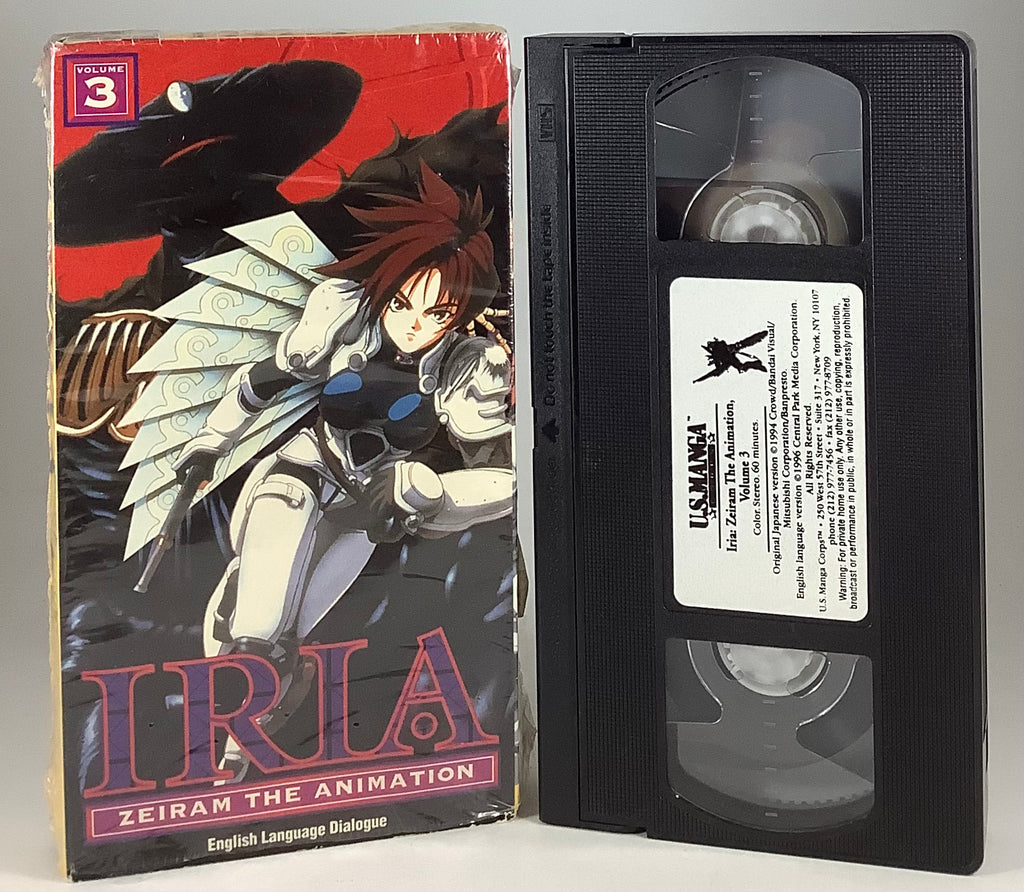 VOLUME
3
IRIA
ZEIRAM THE ANIMATION
English Language Dialogue
VHS
Do not touch the tape inside
U.S. MANGA™
Iria: Zeiram The Animation,
Volume 3
Color. Stereo. 60 minutes.
Original Japanese version ©1994 Crowd/Bandai Visual/
Mitsubishi Corporation/Banpresto.
English language version ©1996 Central Park Media Corporation.
All Rights Reserved.
U.S. Manga Corps™ • 250 West 57th Street • Suite 317 • New York, NY 10107
phone (212) 977-7456 • fax (212) 977-8709
Warning: For private home use only. Any other use, copying, reproduction,
broadcast or performance in public, in whole or in part is expressly prohibited.